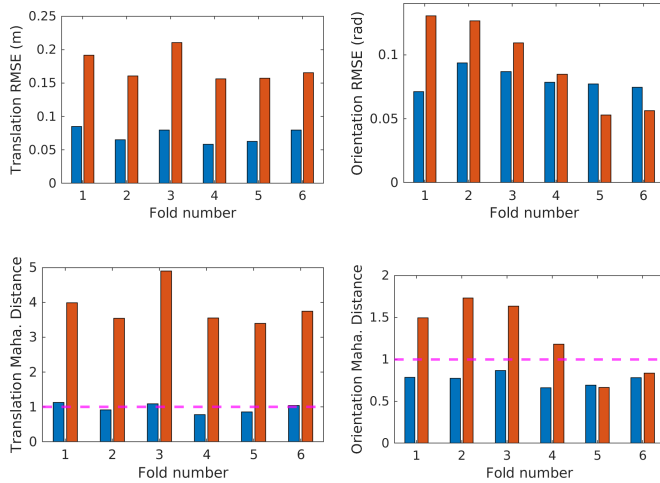 Translation RMSE (m)
0.25
0.2
0.15
0.1
0.05
0
1 2 3 4 5 6
Fold number
Orientation RMSE (rad)
0.1
0.05
0
1 2 3 4 5 6
Fold number
Translation Maha. Distance
5
4
3
2
1
0
1 2 3 4 5 6
Fold number
Orientation Maha. Distance
2
1.5
1
0.5
0
1 2 3 4 5 6
Fold number